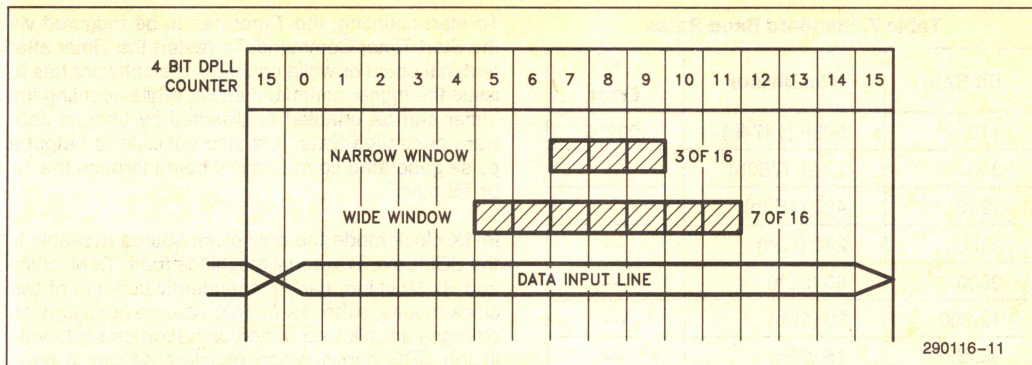 4 BIT DPLL
COUNTER 15 0 1 2 3 4 5 6 7 8 9 10 11 12 13 14 15
NARROW WINDOW 3 OF 16
WIDE WINDOW 7 OF 16
DATA INPUT LINE
290116-11